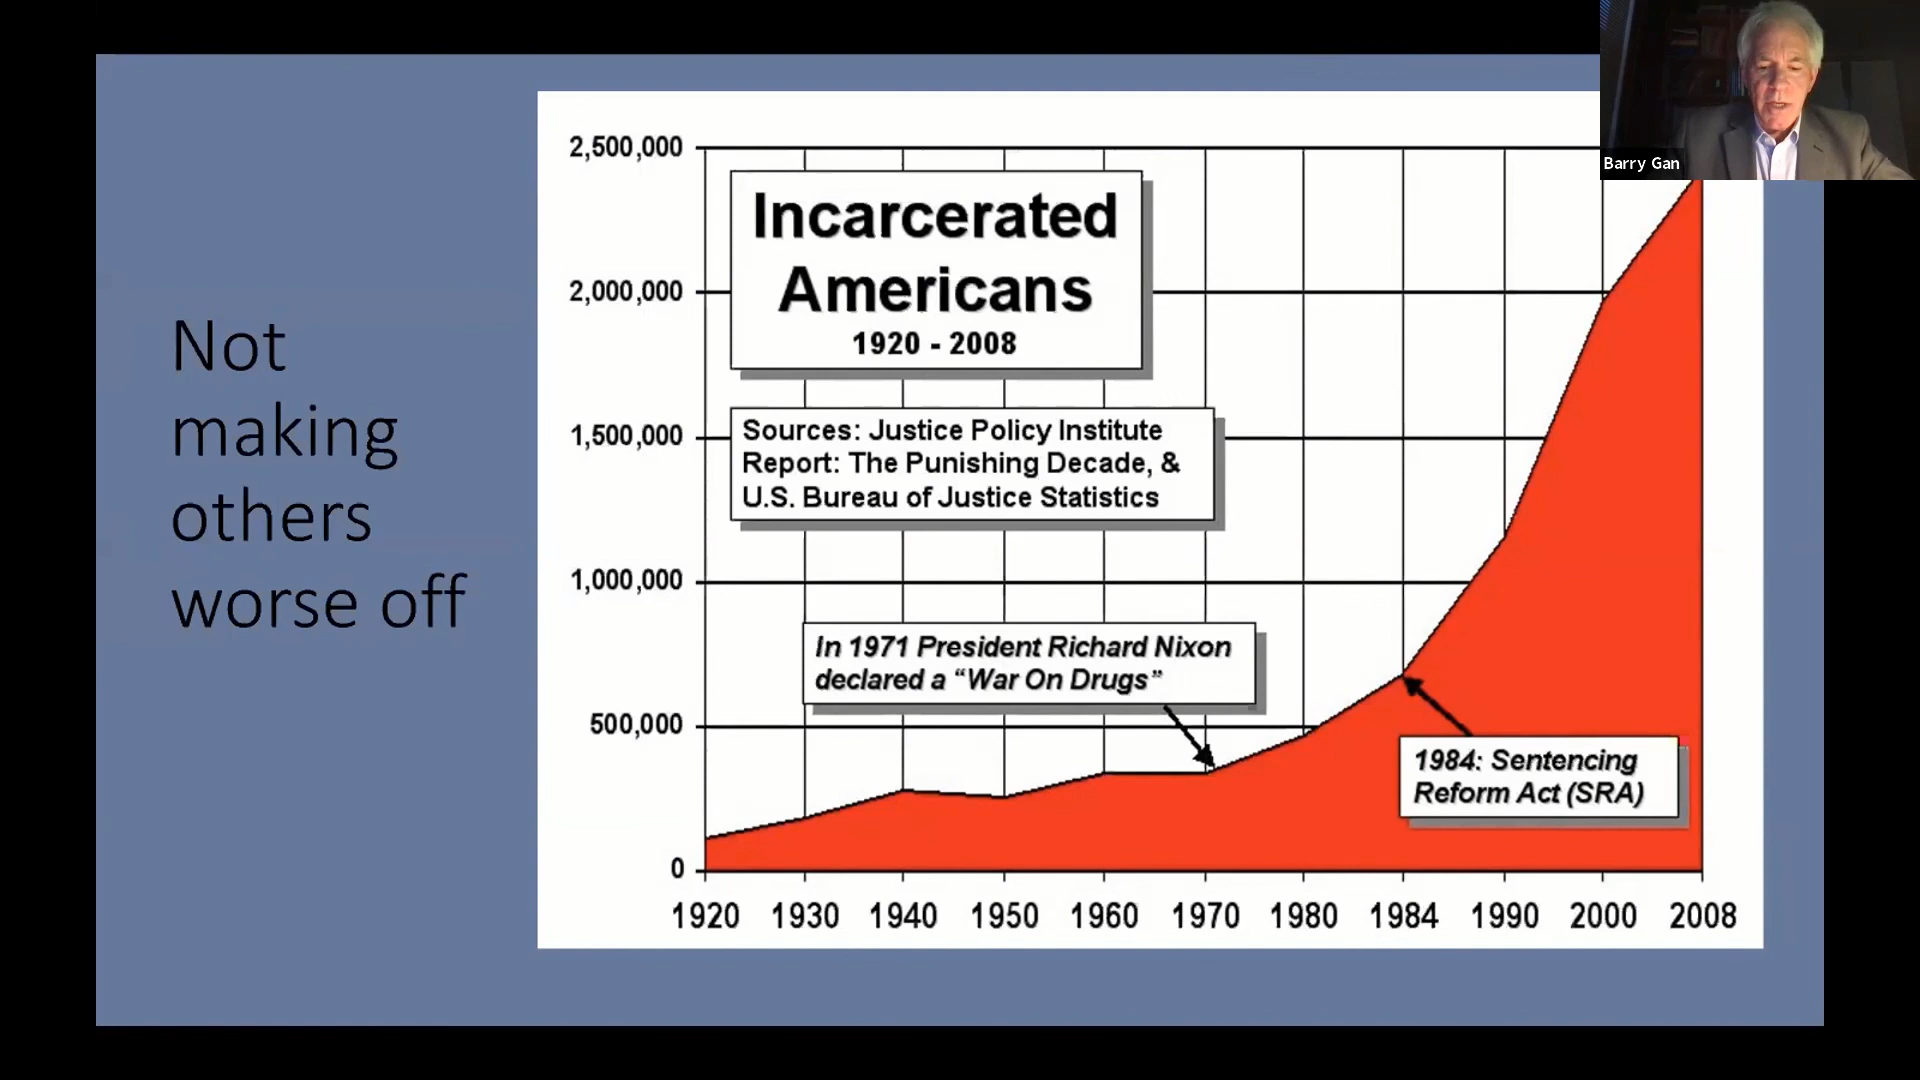 Barry Gan
Not
making
others
worse off
2,500,000
2,000,000
1,500,000
1,000,000
500,000
0
Incarcerated
Americans
1920 - 2008
Sources: Justice Policy Institute
Report: The Punishing Decade, &
U.S. Bureau of Justice Statistics
In 1971 President Richard Nixon
declared a “War On Drugs”
1984: Sentencing
Reform Act (SRA)
1920 1930 1940 1950 1960 1970 1980 1984 1990 2000 2008